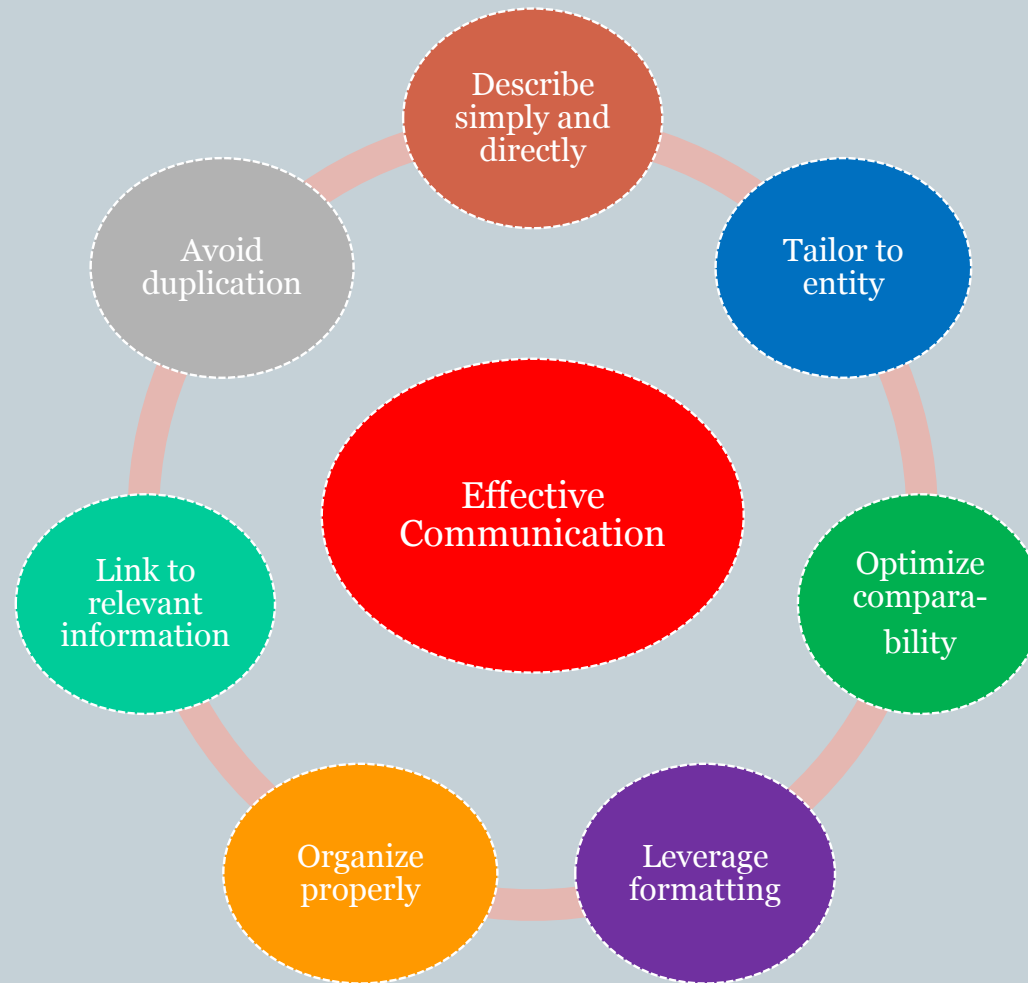 Describe
simply and
directly
Tailor to
entity
Optimize
compara-
bility
Leverage
formatting
Organize
properly
Link to
relevant
information
Avoid
duplication
Effective
Communication